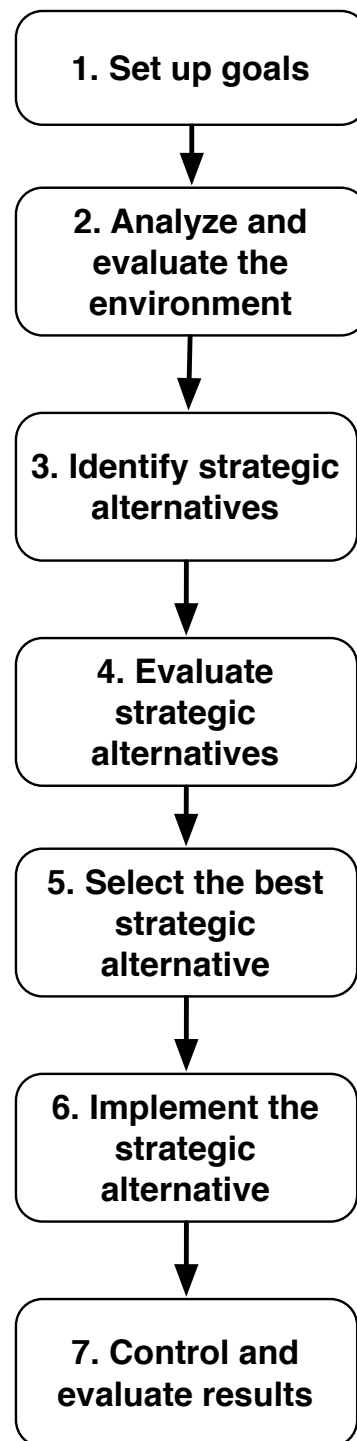 1. Set up goals
2. Analyze and
evaluate the
environment
3. Identify strategic
alternatives
4. Evaluate
strategic
alternatives
5. Select the best
strategic
alternative
6. Implement the
strategic
alternative
7. Control and
evaluate results